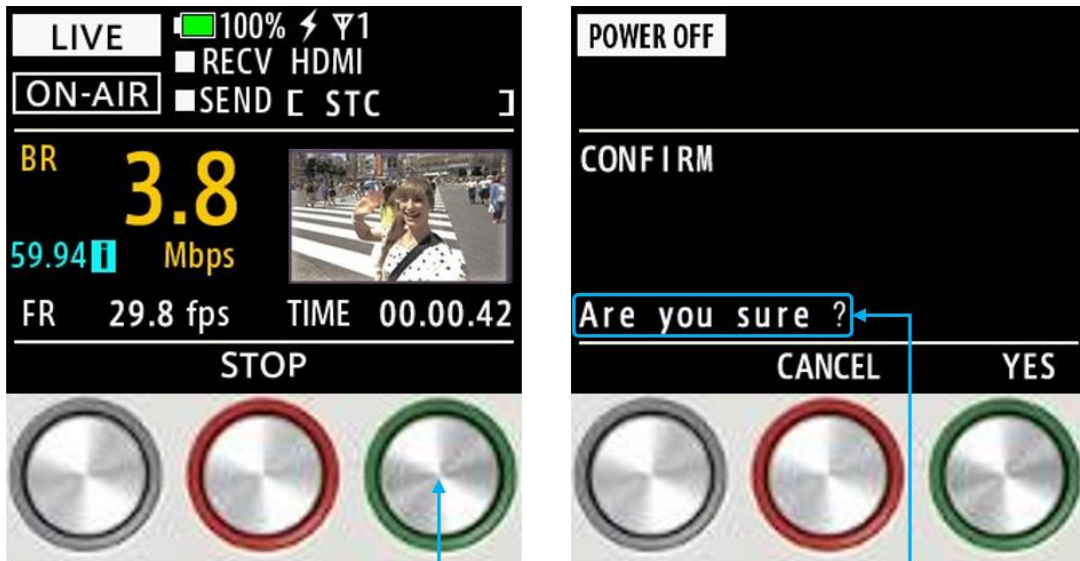 LIVE
100% 1
RECV HDMI
ON-AIR
SEND [ STC ]
BR
3.8
59.94 i
Mbps
FR 29.8 fps TIME 00.00.42
STOP
POWER OFF
CONFIRM
Are you sure ?
CANCEL YES